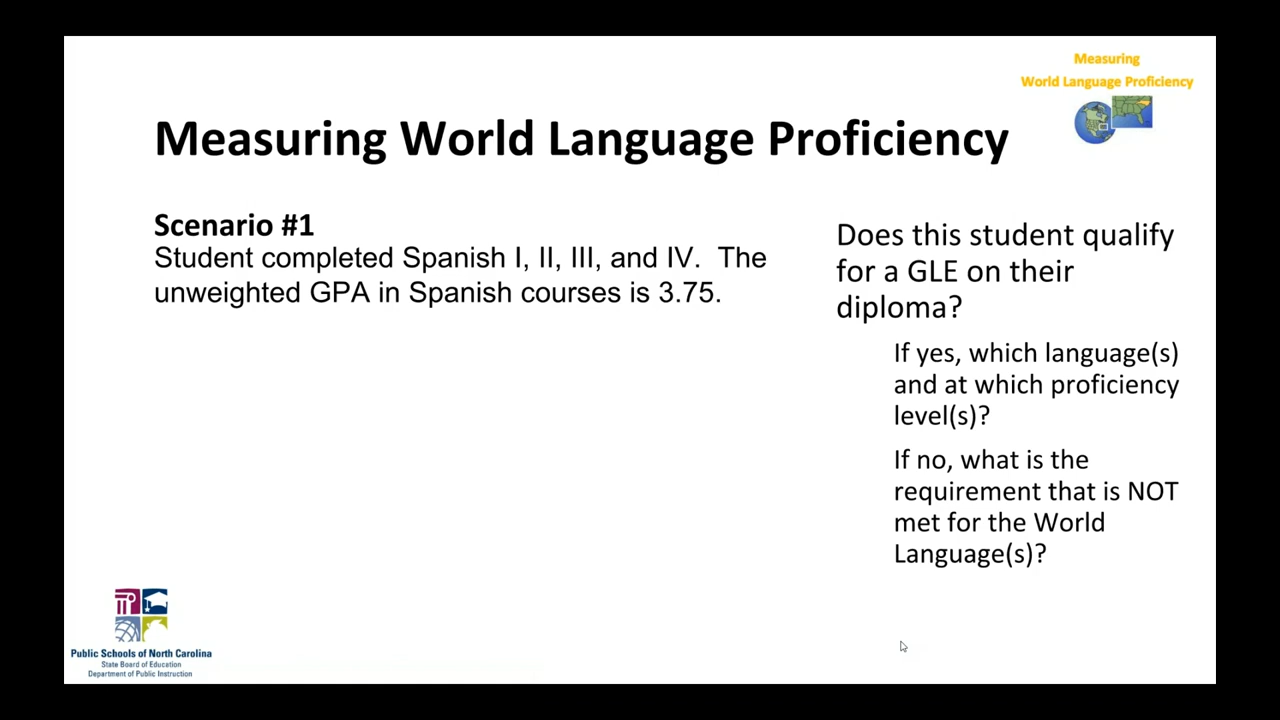 Measuring
World Language Proficiency
Measuring World Language Proficiency
Scenario #1
Student completed Spanish I, II, III, and IV.  The
unweighted GPA in Spanish courses is 3.75.
Does this student qualify
for a GLE on their
diploma?
If yes, which language(s)
and at which proficiency
level(s)?
If no, what is the
requirement that is NOT
met for the World
Language(s)?
Public Schools of North Carolina
State Board of Education
Department of Public Instruction